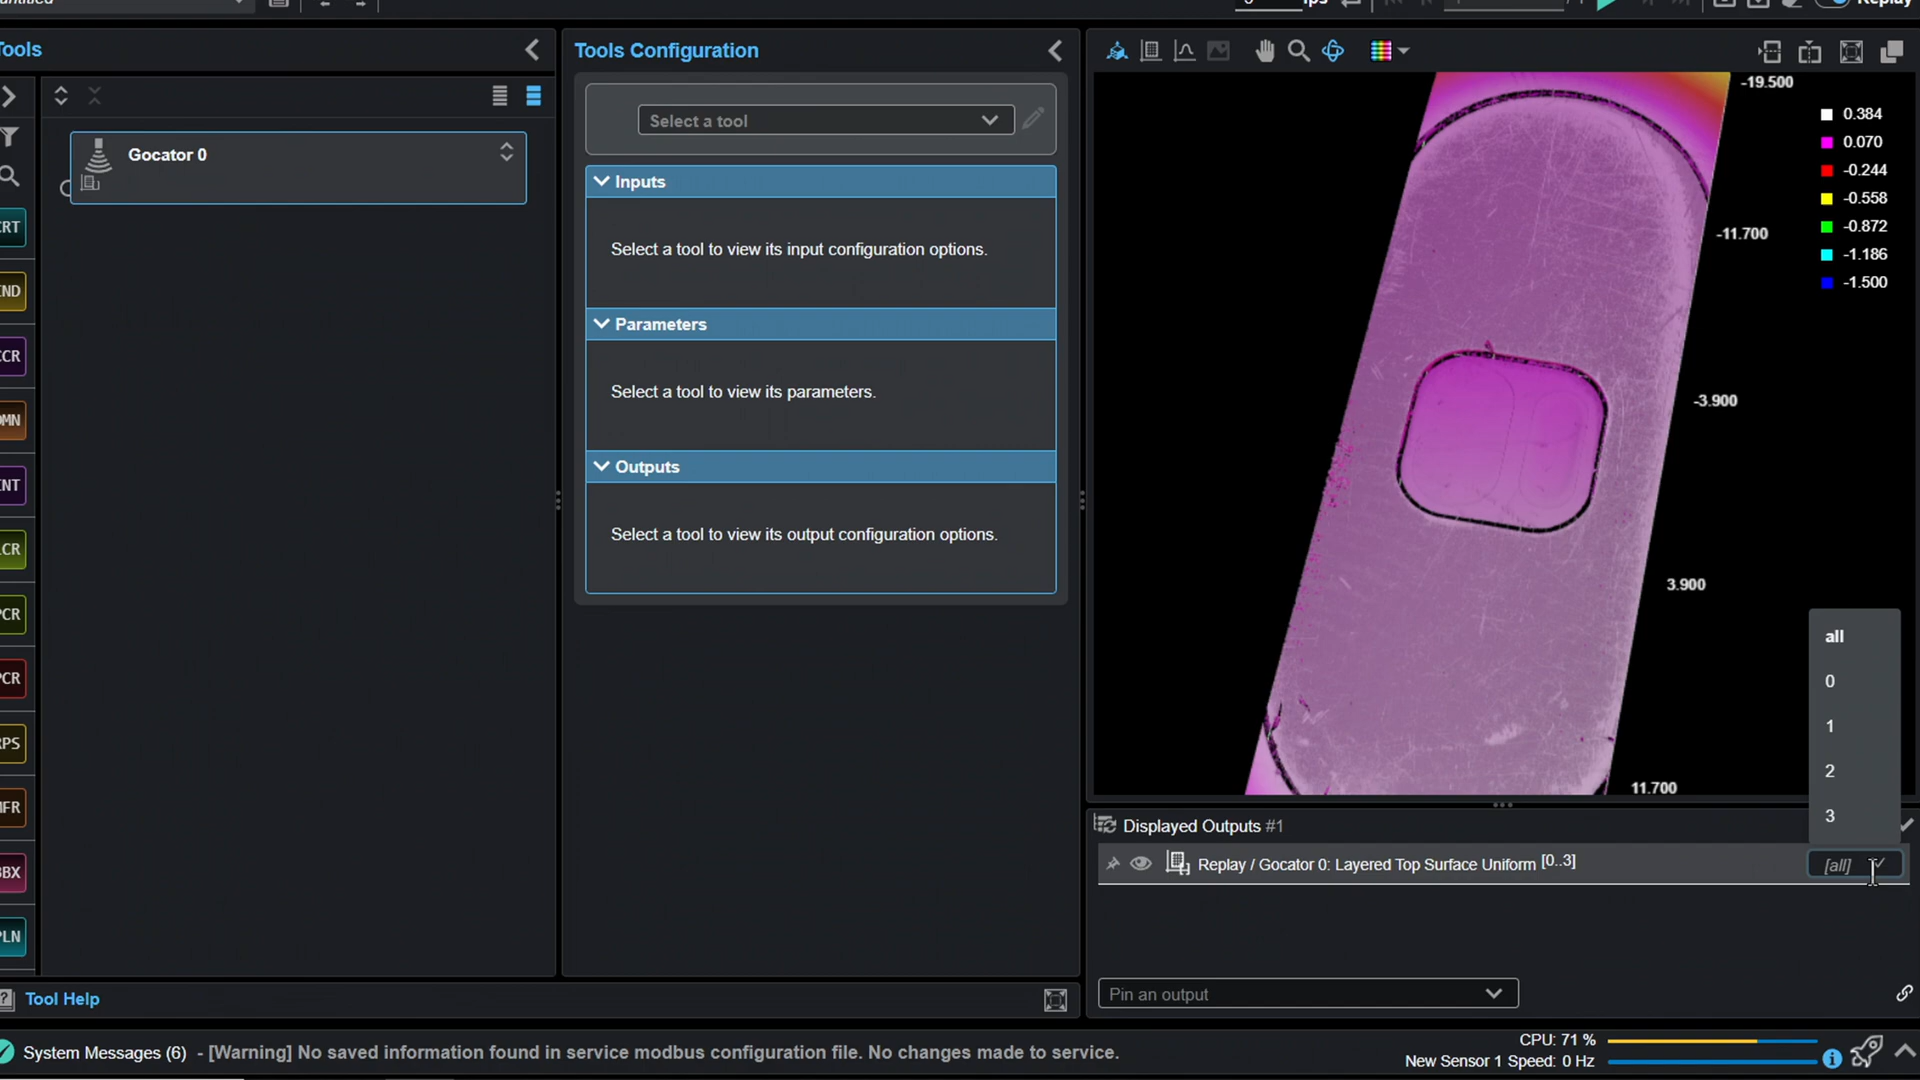 Replay
Tools
Gocator 0
Tool Help
Tools Configuration
Select a tool
Inputs
Select a tool to view its input configuration options.
Parameters
Select a tool to view its parameters.
Outputs
Select a tool to view its output configuration options.
-19.500
-11.700
-3.900
3.900
11.700
0.384
0.070
-0.244
-0.558
-0.872
-1.186
-1.500
all
0
1
2
3
Displayed Outputs #1
Replay / Gocator 0: Layered Top Surface Uniform [0..3]
[all]
Pin an output
System Messages (6) - [Warning] No saved information found in service modbus configuration file. No changes made to service.
CPU: 71 %
New Sensor 1 Speed: 0 Hz